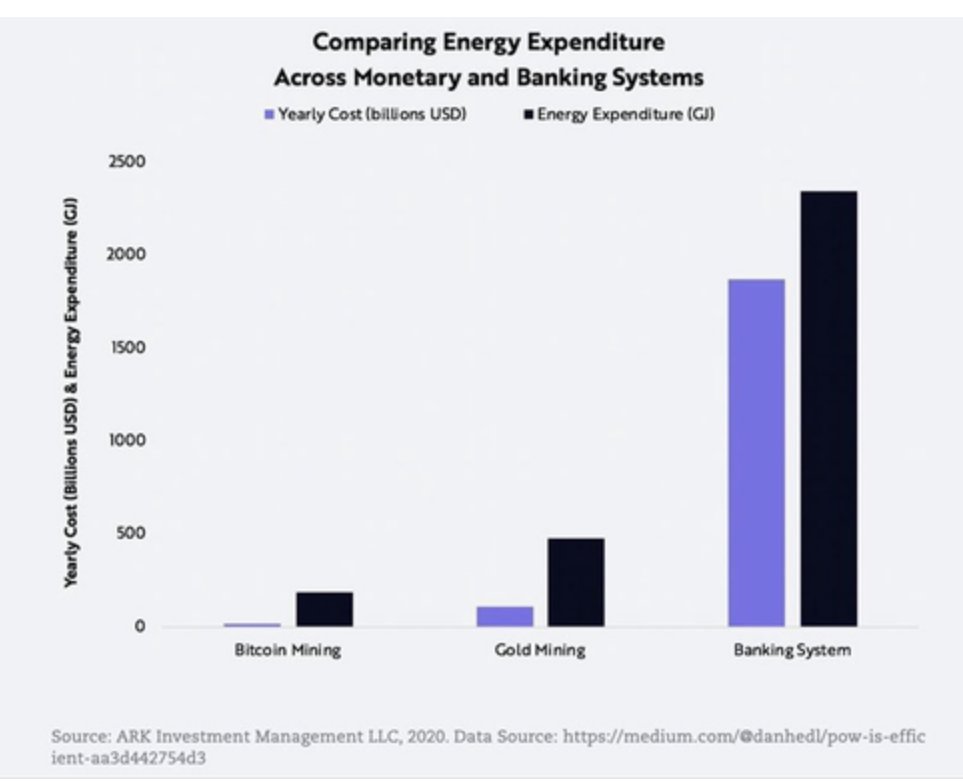 Comparing Energy Expenditure
Across Monetary and Banking Systems
Yearly Cost (billions USD) Energy Expenditure (GJ)
Yearly Cost (Billions USD) & Energy Expenditure (GJ)
2500
2000
1500
1000
500
0
Bitcoin Mining Gold Mining Banking System
Source: ARK Investment Management LLC, 2020. Data Source: https://medium.com/@danhedl/pow-is-effic
ient-aa3d442754d3